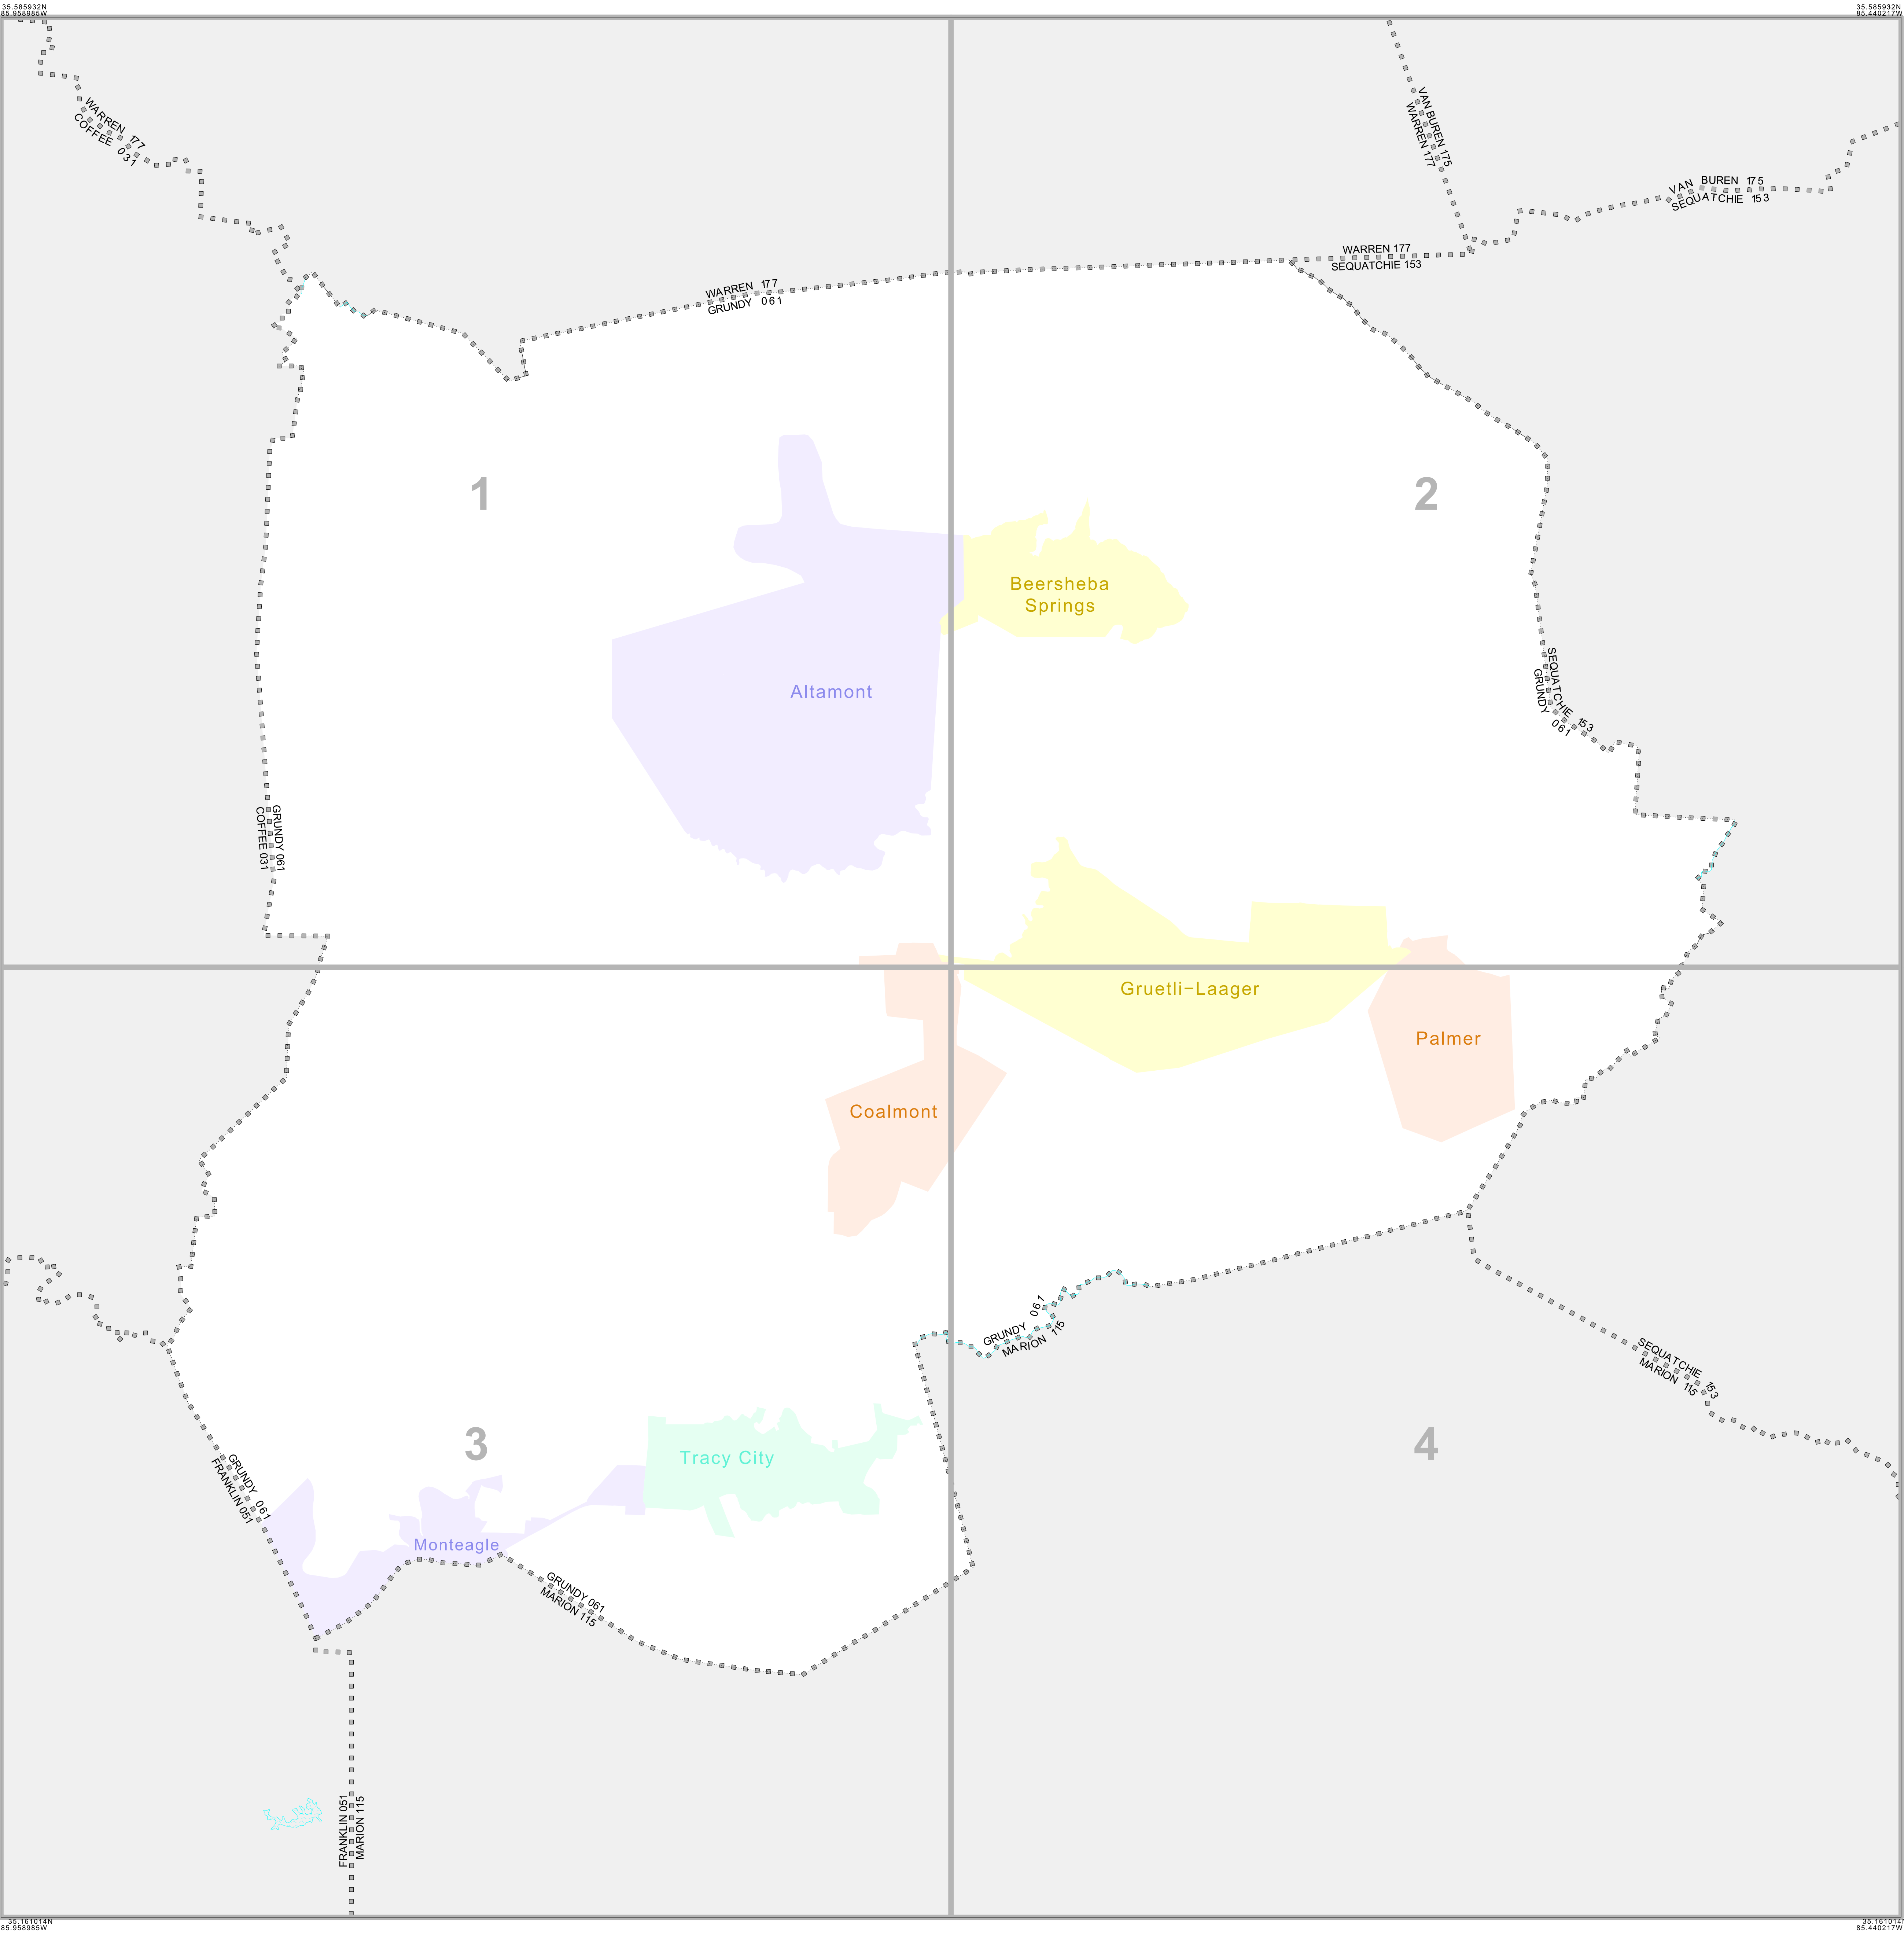 35.585932N
85.958985W
35.585932N
85.440217W
WARREN 177
COFFEE 031
VAN BUREN 175
WARREN 177
VAN BUREN 175
SEQUATCHIE 153
WARREN 177
SEQUATCHIE 153
WARREN 177
GRUNDY 061
1
2
Beersheba
Springs
Altamont
SEQUATCHIE 153
GRUNDY 061
GRUNDY 061
COFFEE 031
Gruetli-Laager
Palmer
Coalmont
GRUNDY 061
MARION 115
SEQUATCHIE 153
MARION 115
3
4
Tracy City
GRUNDY 061
FRANKLIN 051
Monteagle
GRUNDY 061
MARION 115
FRANKLIN 051
MARION 115
35.161014N
85.958985W
35.161014N
85.440217W